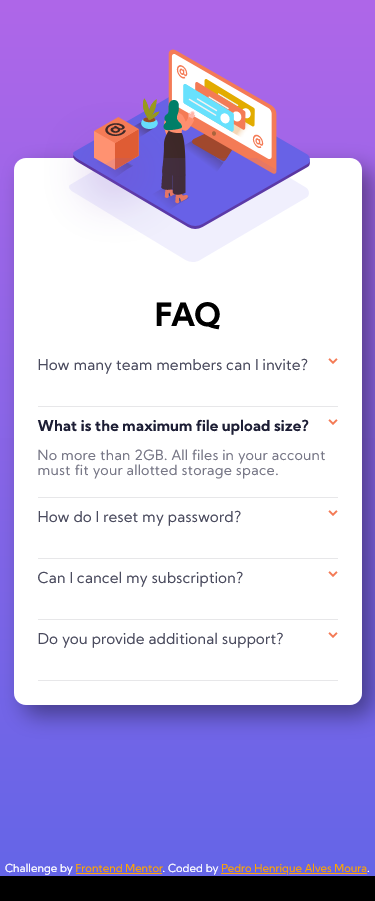 @
@
@
FAQ
How many team members can I invite?
What is the maximum file upload size?
No more than 2GB. All files in your account
must fit your allotted storage space.
How do I reset my password?
Can I cancel my subscription?
Do you provide additional support?
Challenge by Frontend Mentor. Coded by Pedro Henrique Alves Moura.